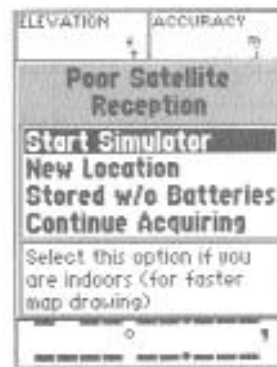 ELEVATION ACCURACY
Poor Satellite
Reception
Start Simulator
New Location
Stored w/o Batteries
Continue Acquiring
Select this option if you
are indoors (for faster
map drawing)